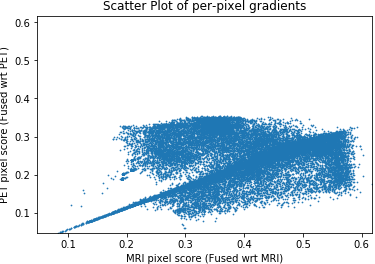 Scatter Plot of per-pixel gradients
PET pixel score (Fused wrt PET)
0.6
0.5
0.4
0.3
0.2
0.1
0.1 0.2 0.3 0.4 0.5 0.6
MRI pixel score (Fused wrt MRI)